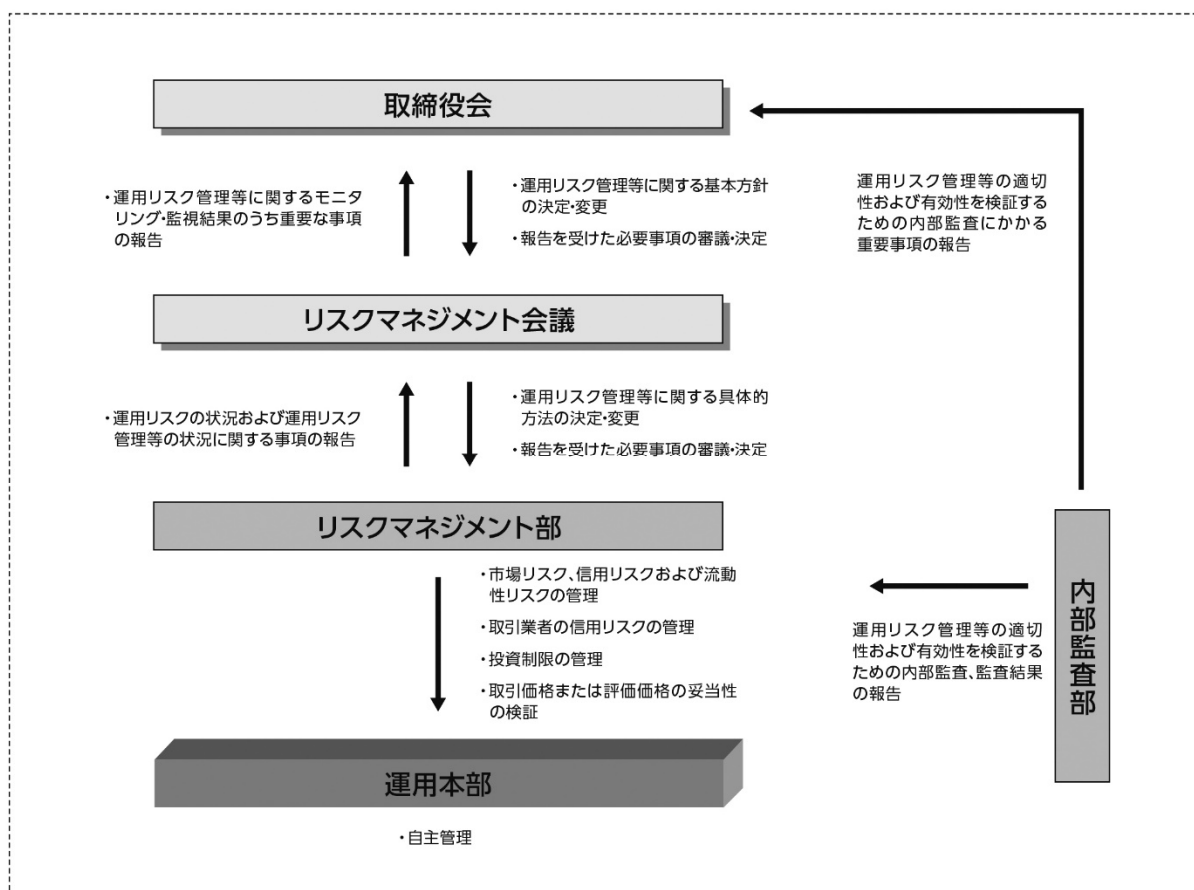 取締役会
・運用リスク管理等に関するモニタ
リング・監視結果のうち重要な事項
の報告
・運用リスク管理等に関する基本方針
の決定・変更
・報告を受けた必要事項の審議・決定
運用リスク管理等の適切
性および有効性を検証する
ための内部監査にかかる
重要事項の報告
リスクマネジメント会議
・運用リスクの状況および運用リスク
管理等の状況に関する事項の報告
・運用リスク管理等に関する具体的
方法の決定・変更
・報告を受けた必要事項の審議・決定
リスクマネジメント部
・市場リスク、信用リスクおよび流動
性リスクの管理
・取引業者の信用リスクの管理
・投資制限の管理
・取引価格または評価価格の妥当性
の検証
運用リスク管理等の適切
性および有効性を検証する
ための内部監査、監査結果
の報告
内部監査部
運用本部
・自主管理